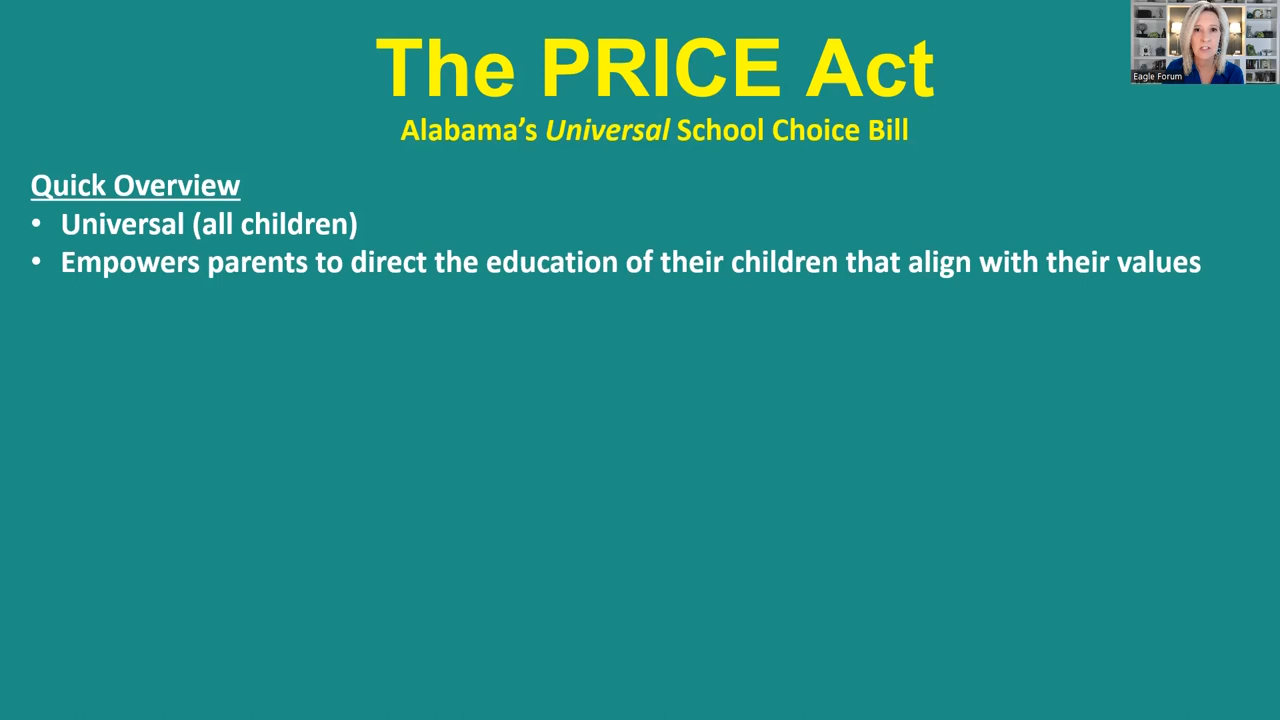 The PRICE Act
Alabama’s Universal School Choice Bill
Quick Overview
• Universal (all children)
• Empowers parents to direct the education of their children that align with their values
Eagle Forum